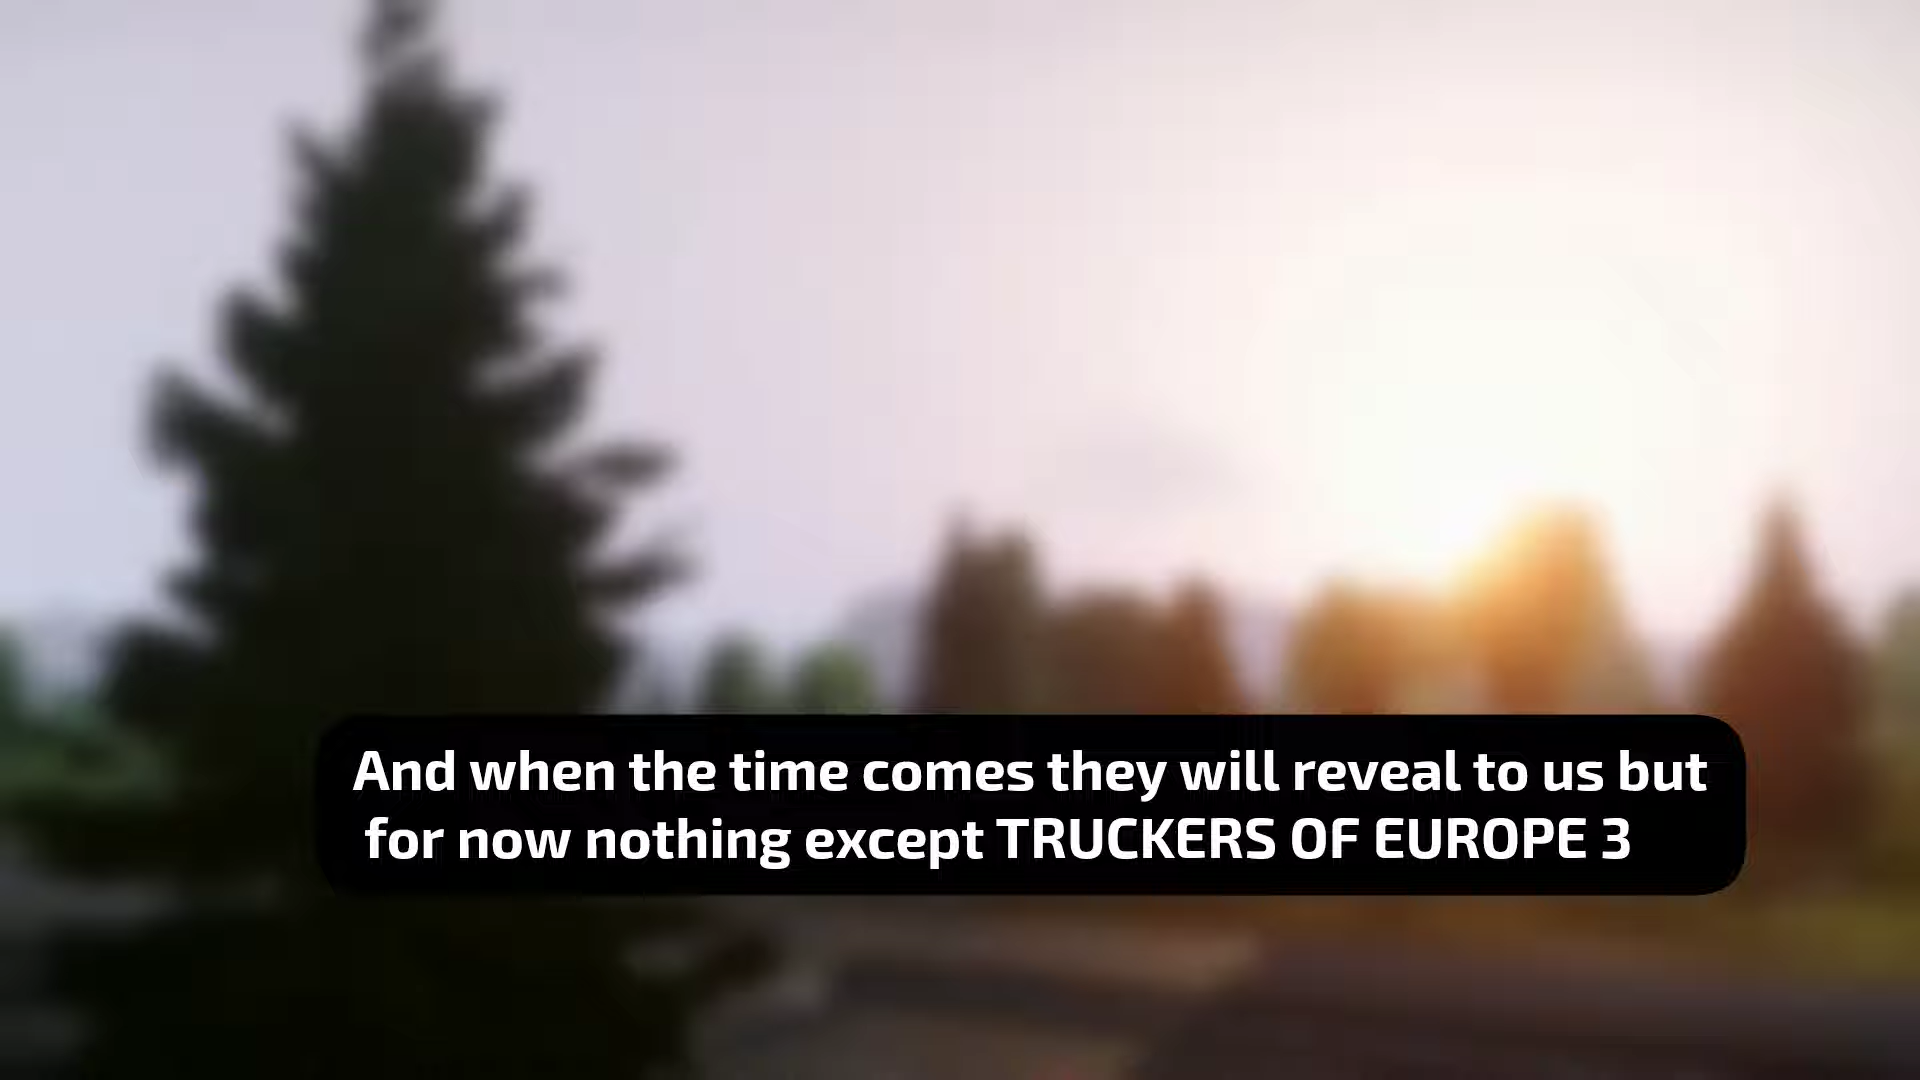 And when the time comes they will reveal to us but
for now nothing except TRUCKERS OF EUROPE 3